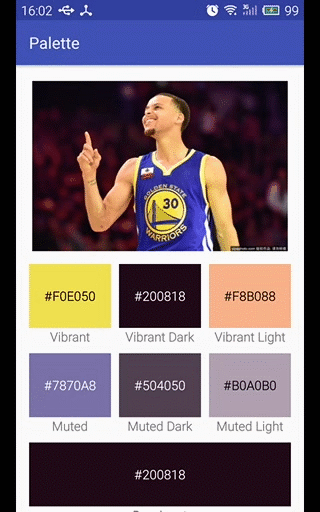 16:02
99
Palette
GOLDEN STATE
30
WARRIORS
#F0E050
#200818
#F8B088
Vibrant
Vibrant Dark
Vibrant Light
#7870A8
#504050
#B0A0B0
Muted
Muted Dark
Muted Light
#200818